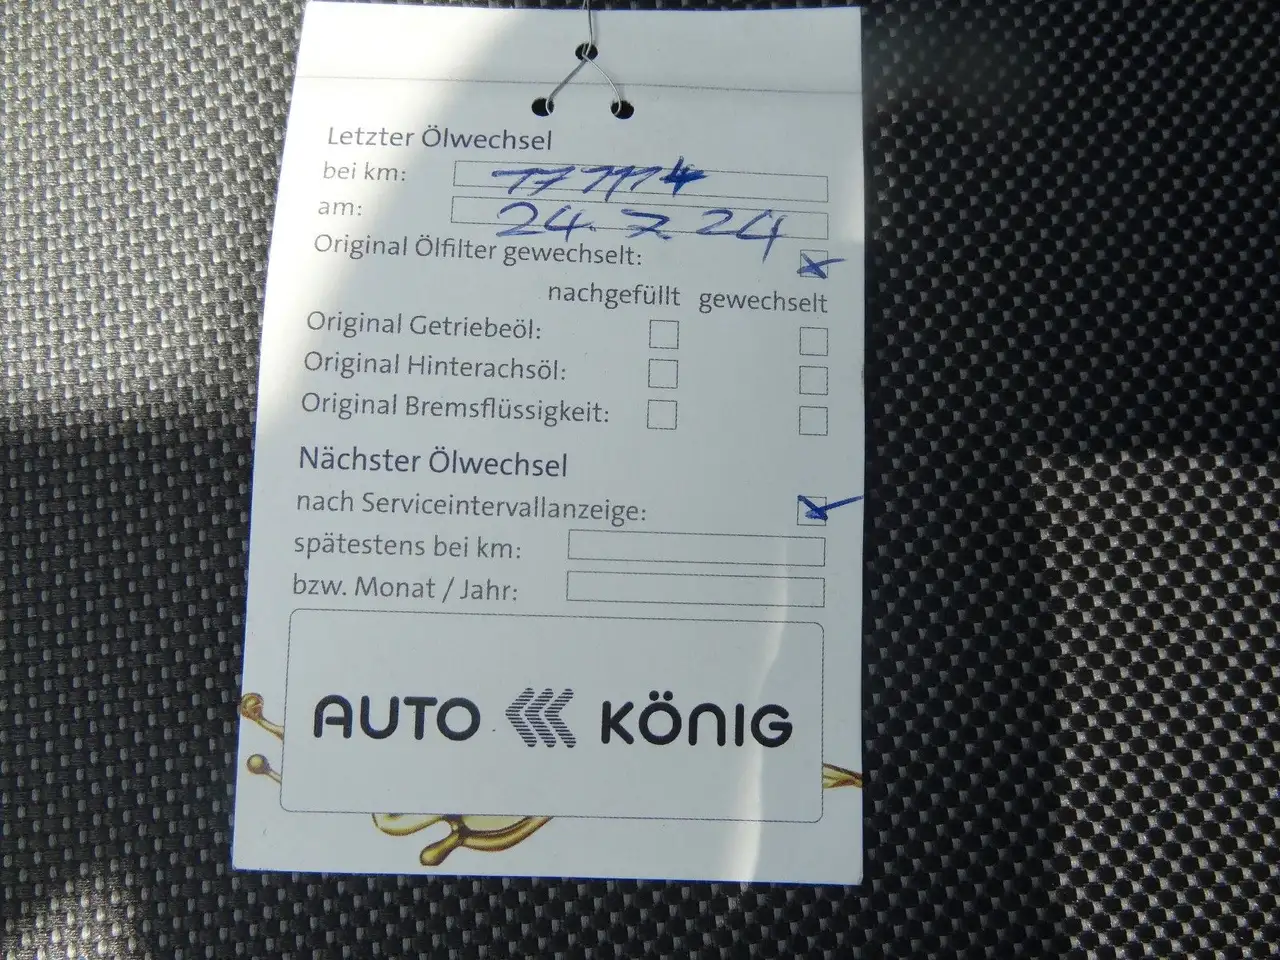 Letzter Ölwechsel
bei km:
am: 24.7.24
Original Ölfilter gewechselt:
nachgefüllt gewechselt
Original Getriebeöl:
Original Hinterachsöl:
Original Bremsflüssigkeit:
Nächster Ölwechsel
nach Serviceintervallanzeige:
spätestens bei km:
bzw. Monat / Jahr:
AUTO KÖNIG